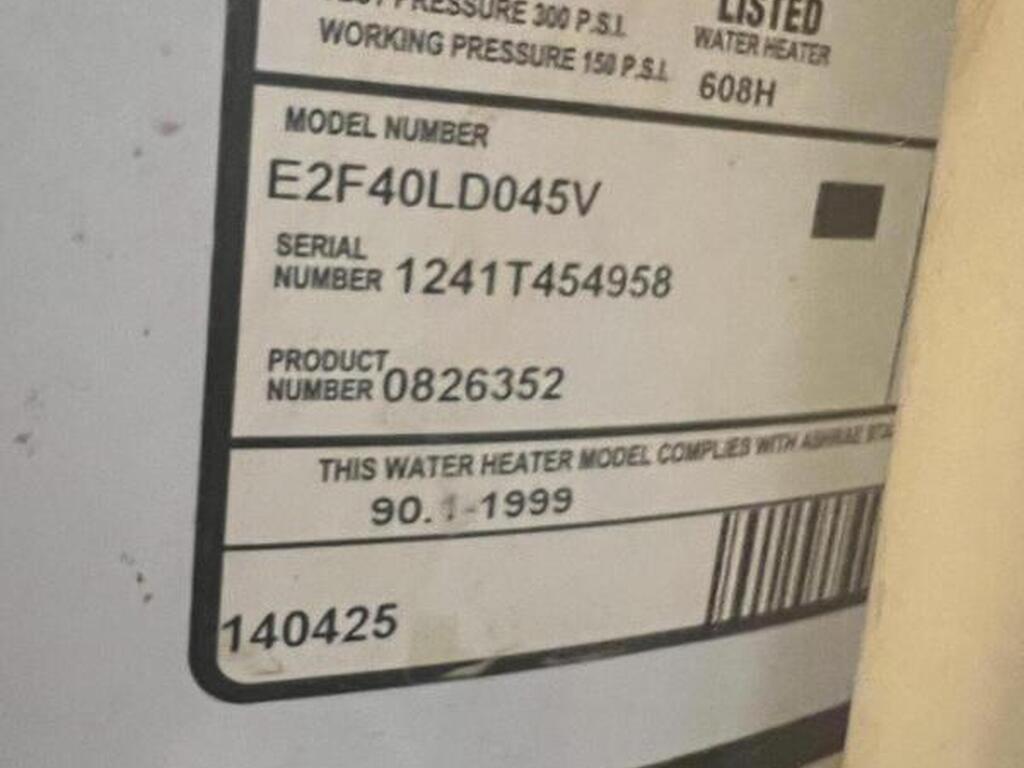 PRESSURE 300 P.S.I.
WORKING PRESSURE 150 P.S.I.
LISTED
WATER HEATER
608H
MODEL NUMBER
E2F40LD045V
SERIAL
NUMBER 1241T454958
PRODUCT
NUMBER 0826352
THIS WATER HEATER MODEL COMPLIES WITH ASHRAE
90.1-1999
140425